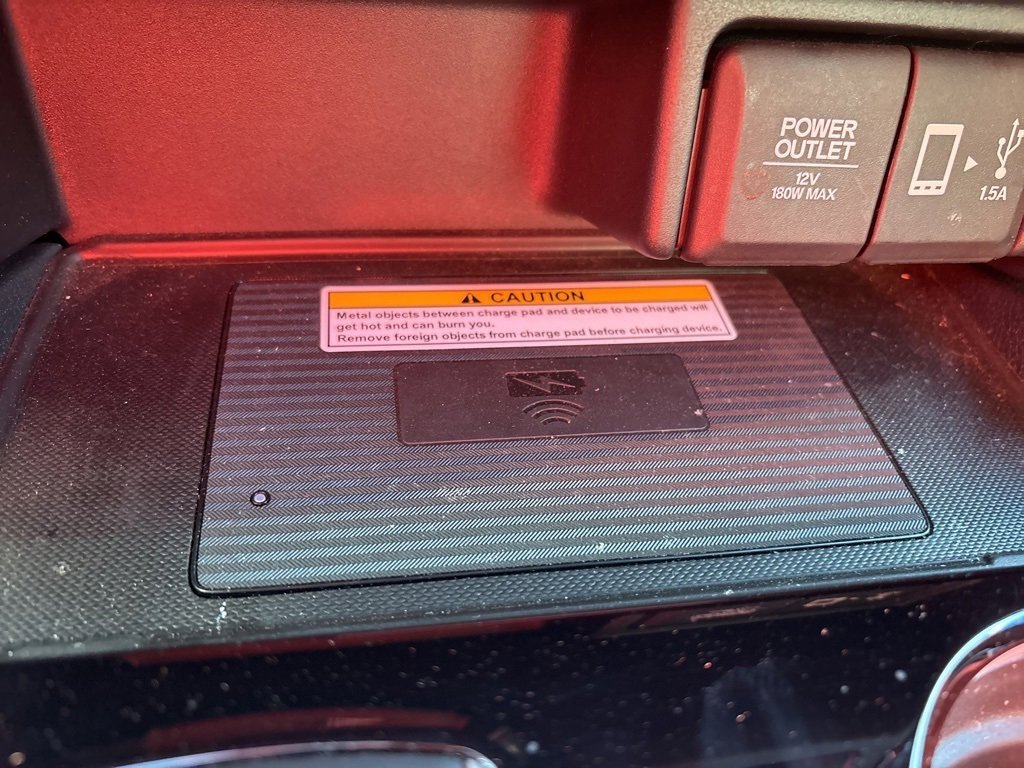 POWER
OUTLET
12V
180W MAX
1.5A
CAUTION
Metal objects between charge pad and device to be charged will
get hot and can burn you.
Remove foreign objects from charge pad before charging device.